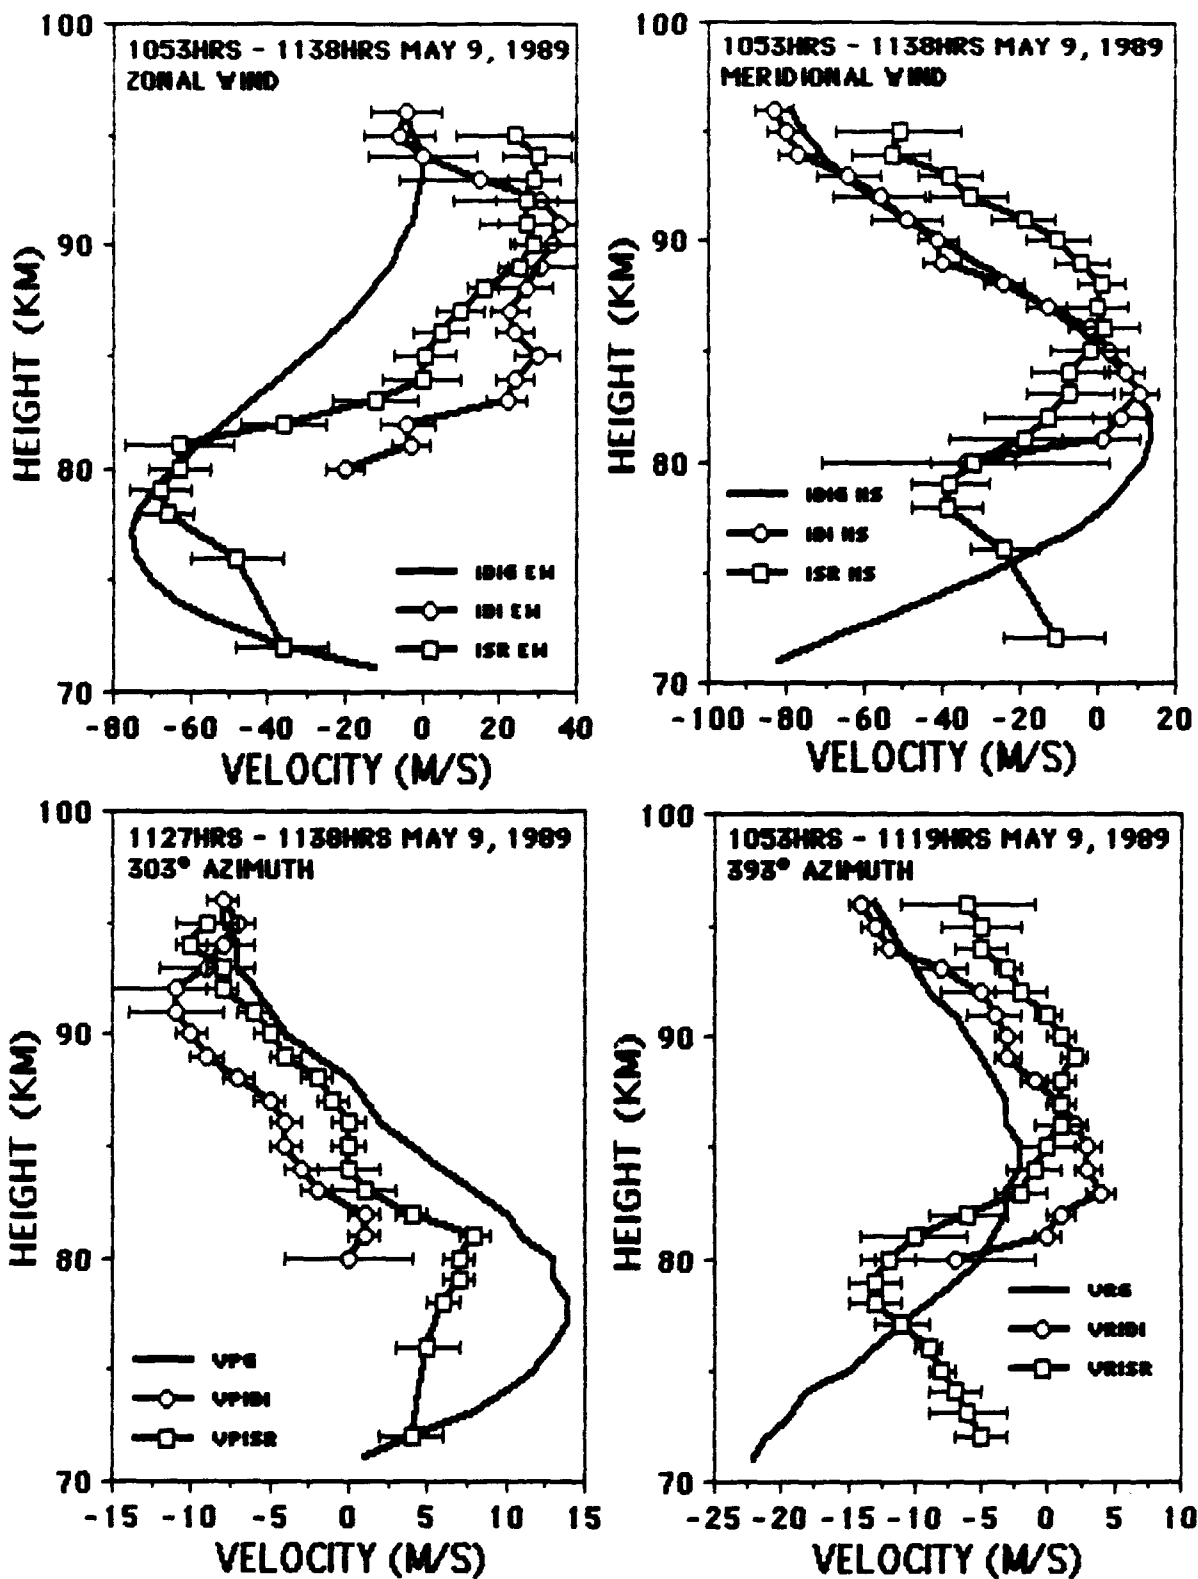 100
1053HRS - 1138HRS MAY 9, 1989
ZONAL WIND
90
80
70
HEIGHT (KM)
IDIG EW
IDI EW
ISR EW
-80 -60 -40 -20 0 20 40
VELOCITY (M/S)
100
1053HRS - 1138HRS MAY 9, 1989
MERIDIONAL WIND
90
80
70
HEIGHT (KM)
IDIG NS
IDI NS
ISR NS
-100 -80 -60 -40 -20 0 20
VELOCITY (M/S)
100
1127HRS - 1138HRS MAY 9, 1989
303° AZIMUTH
90
80
70
HEIGHT (KM)
VPG
VPIDI
VPISR
-15 -10 -5 0 5 10 15
VELOCITY (M/S)
100
1053HRS - 1119HRS MAY 9, 1989
393° AZIMUTH
90
80
70
HEIGHT (KM)
VRG
VRIDI
VRISR
-25 -20 -15 -10 -5 0 5 10
VELOCITY (M/S)